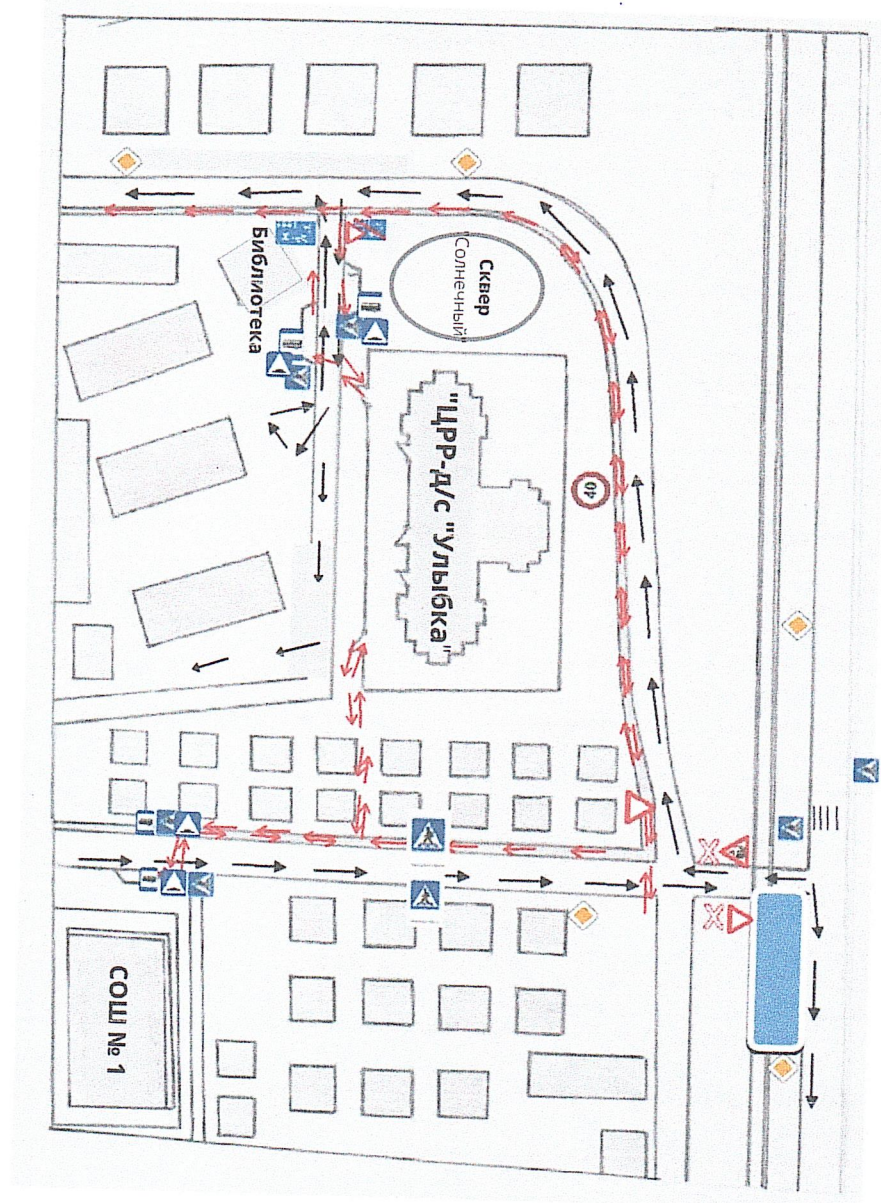 Сквер
"Солнечный"
Библиотека
"ЦРР-д/с "Улыбка"
40
СОШ № 1